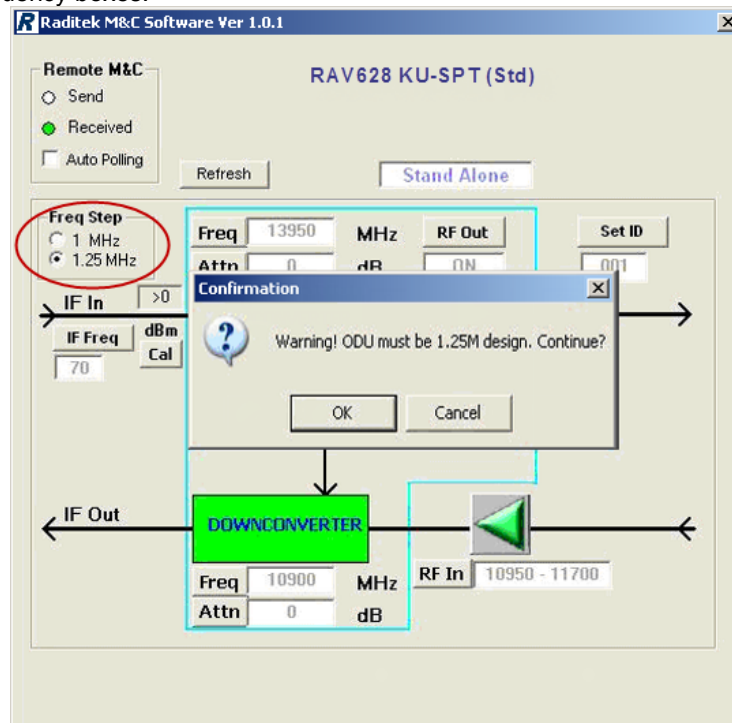 Raditek M&C Software Ver 1.0.1
Remote M&C
Send
Received
Auto Polling
RAV628 KU-SPT (Std)
Refresh
Stand Alone
Freq Step
1 MHz
1.25 MHz
Freq 13950 MHz
RF Out
Set ID
Attn 0 dB
ON
001
IF In >0
dBm
IF Freq
Cal
70
Confirmation
Warning! ODU must be 1.25M design. Continue?
OK
Cancel
IF Out
DOWNCONVERTER
Freq 10900 MHz
RF In 10950 - 11700
Attn 0 dB